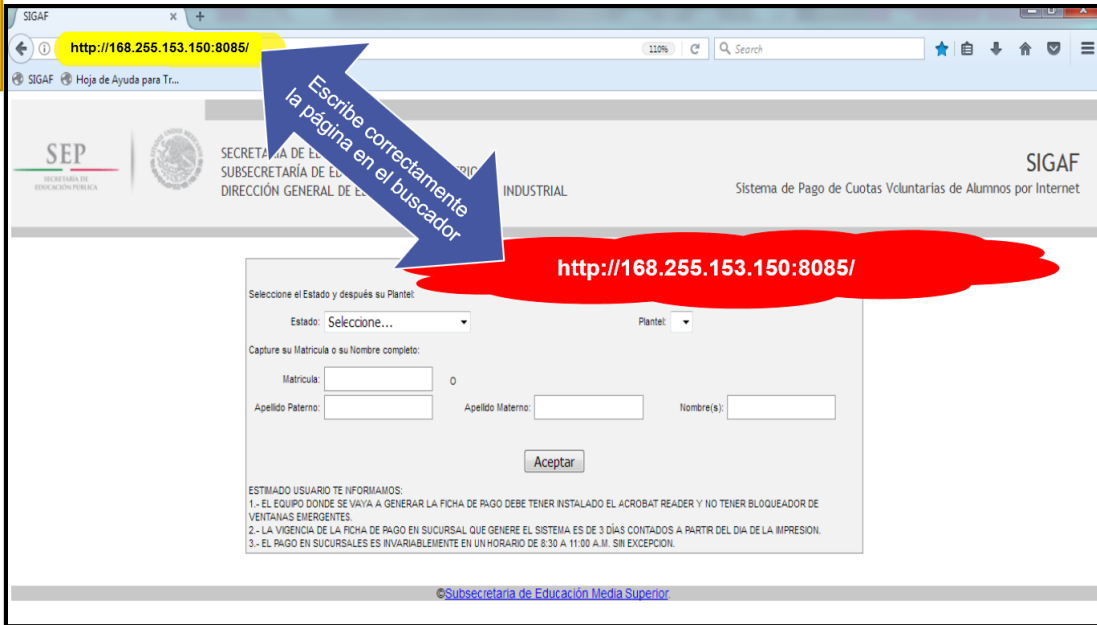 SIGAF
http://168.255.153.150:8085/
110%
Search
SIGAF Hoja de Ayuda para Tr...
Escribe correctamente
la página en el buscador
SEP
SECRETARÍA DE
EDUCACIÓN PÚBLICA
SECRETARÍA DE
SUBSECRETARÍA DE
DIRECCIÓN GENERAL DE INDUSTRIAL
SIGAF
Sistema de Pago de Cuotas Voluntarias de Alumnos por Internet
http://168.255.153.150:8085/
Seleccione el Estado y después su Plantel:
Estado: Seleccione... Plantel:
Capture su Matricula o su Nombre completo:
Matricula: O
Apellido Paterno: Apellido Materno: Nombre(s):
Aceptar
ESTIMADO USUARIO TE NFORMAMOS:
1.- EL EQUIPO DONDE SE VAYA A GENERAR LA FICHA DE PAGO DEBE TENER INSTALADO EL ACROBAT READER Y NO TENER BLOQUEADOR DE
VENTANAS EMERGENTES.
2.- LA VIGENCIA DE LA FICHA DE PAGO EN SUCURSAL QUE GENERE EL SISTEMA ES DE 3 DÍAS CONTADOS A PARTIR DEL DIA DE LA IMPRESION.
3.- EL PAGO EN SUCURSALES ES INVARIABLEMENTE EN UN HORARIO DE 8:30 A 11:00 A.M. SIN EXCEPCION.
©Subsecretaria de Educación Media Superior.